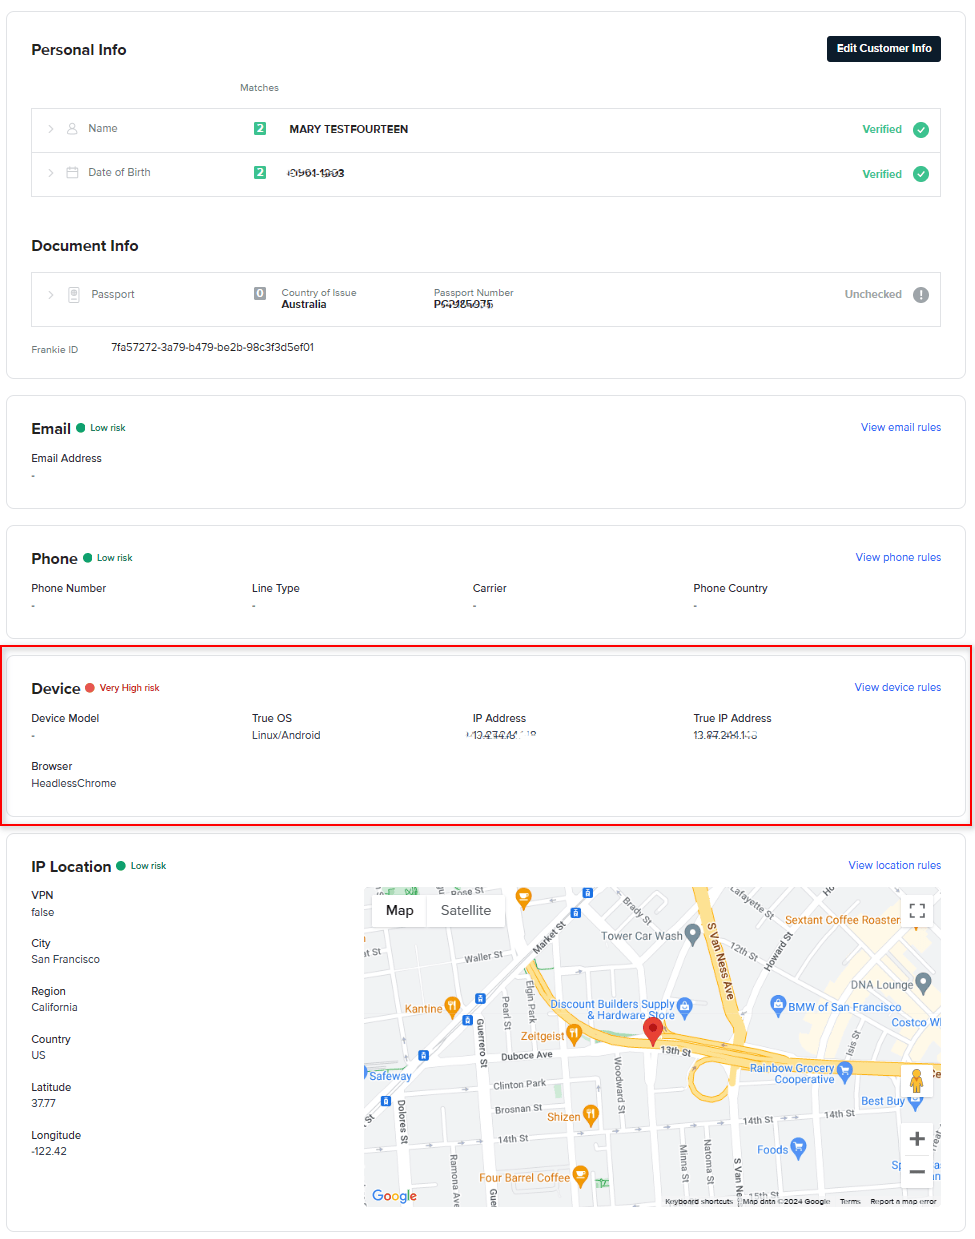 Personal Info
Edit Customer Info
Matches
Name 2 MARY TESTFOURTEEN Verified
Date of Birth 2 Verified
Document Info
Passport 0 Country of Issue Passport Number Unchecked
Australia
Frankie ID 7fa57272-3a79-b479-be2b-98c3f3d5ef01
Email Low risk View email rules
Email Address
-
Phone Low risk View phone rules
Phone Number Line Type Carrier Phone Country
- - - -
Device Very High risk View device rules
Device Model True OS IP Address True IP Address
- Linux/Android
Browser
HeadlessChrome
IP Location Low risk View location rules
VPN
false
City
San Francisco
Region
California
Country
US
Latitude
37.77
Longitude
-122.42
Map Satellite
Rose St
Brady St
Lafayette St
Sextant Coffee Roaster
Market St
Tower Car Wash
S Van Ness Ave
12th St
Howard St
Waller St
DNA Lounge
Elgin Park
Pearl St
Kantine
Discount Builders Supply
& Hardware Store
BMW of San Francisco
Guerrero St
Zeitgeist
Isis St
13th St
Duboce Ave
Safeway
Woodward St
Rainbow Grocery
Cooperative
Clinton Park
Best Buy
Dolores St
Brosnan St
Shizen
14th St
14th St
14th St
Foods
Ramona Ave
Minna St
Natoma St
Four Barrel Coffee
Google
Keyboard shortcuts Map data ©2024 Google Terms Report a map error